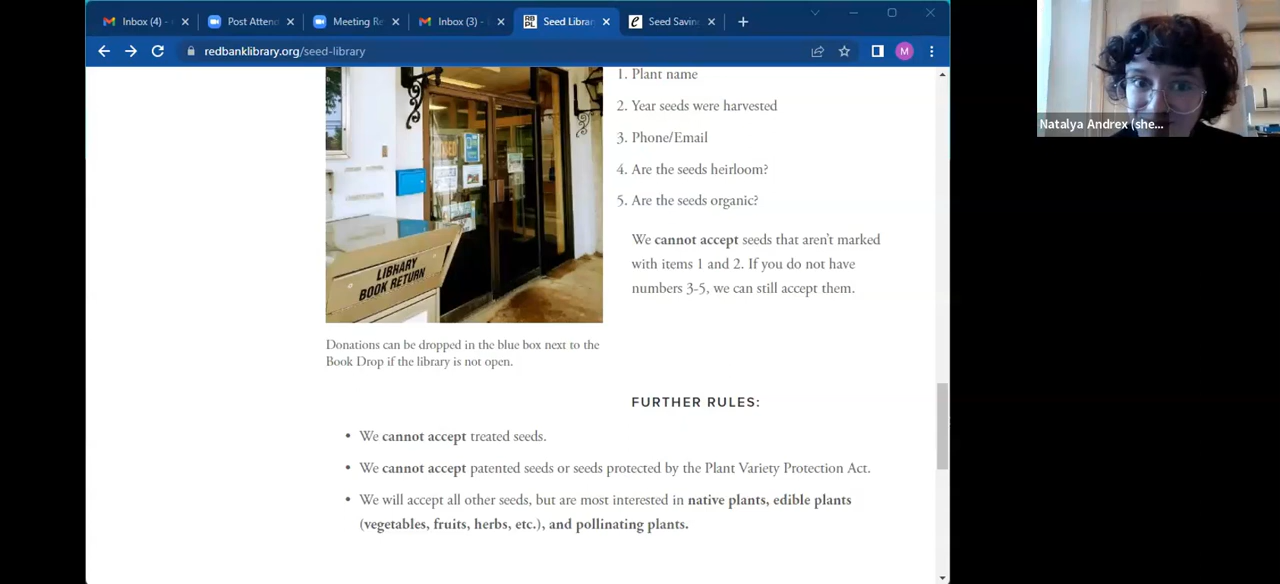 Inbox (4) -
Post Attend
Meeting Re
Inbox (3) -
Seed Librar
Seed Savin
redbanklibrary.org/seed-library
M
Natalya Andrex (she...
LIBRARY
BOOK RETURN
Donations can be dropped in the blue box next to the
Book Drop if the library is not open.
1. Plant name
2. Year seeds were harvested
3. Phone/Email
4. Are the seeds heirloom?
5. Are the seeds organic?
We cannot accept seeds that aren't marked
with items 1 and 2. If you do not have
numbers 3-5, we can still accept them.
FURTHER RULES:
• We cannot accept treated seeds.
• We cannot accept patented seeds or seeds protected by the Plant Variety Protection Act.
• We will accept all other seeds, but are most interested in native plants, edible plants
(vegetables, fruits, herbs, etc.), and pollinating plants.